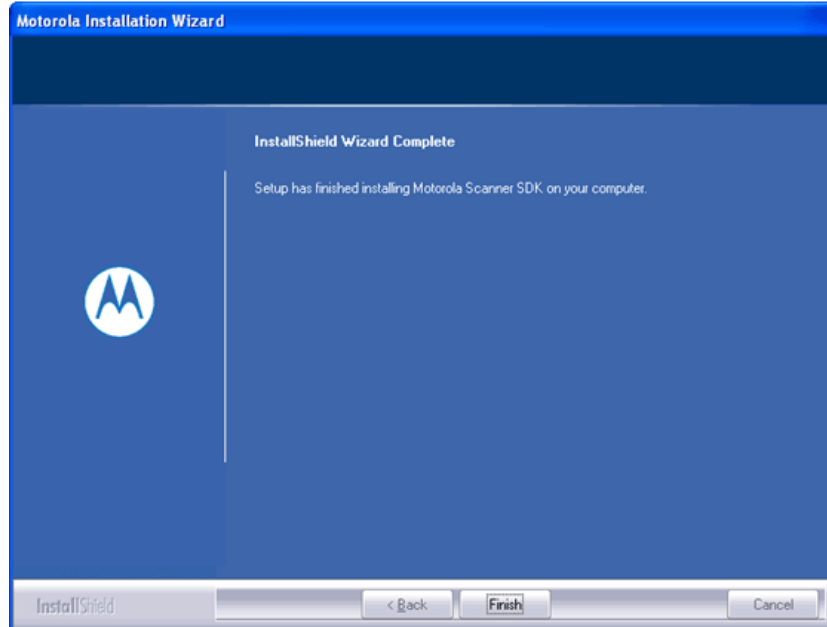 Motorola Installation Wizard
InstallShield Wizard Complete
Setup has finished installing Motorola Scanner SDK on your computer.
InstallShield
< Back
Finish
Cancel